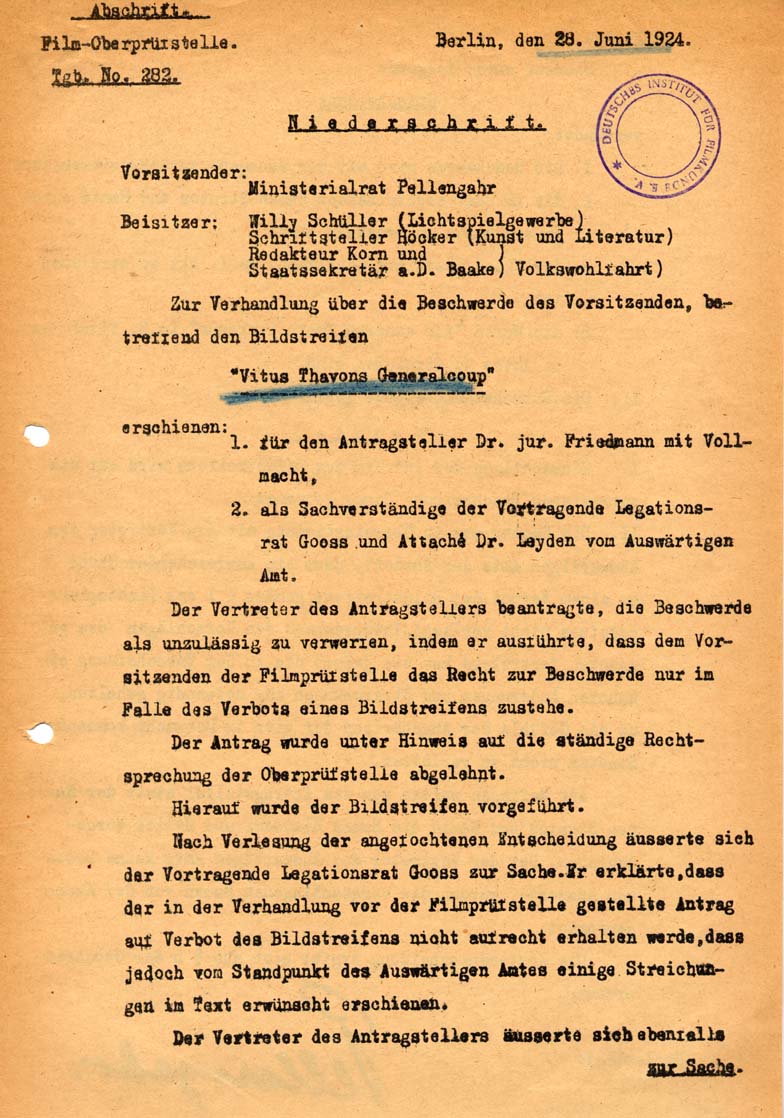 Abschrift.
Film-Oberprüfstelle.
Tgb. No. 282.
Berlin, den 28. Juni 1924.
DEUTSCHES INSTITUT FÜR FILMKUNDE E.V.
Niederschrift.
Vorsitzender:
Ministerialrat Pellengahr
Beisitzer: Willy Schüller (Lichtspielgewerbe)
Schriftsteller Höcker (Kunst und Literatur)
Redakteur Korn und )
Staatssekretär a.D. Baake) Volkswohlfahrt)
Zur Verhandlung über die Beschwerde des Vorsitzenden, be-
treffend den Bildstreifen
"Vitus Thavons Generalcoup"
erschienen:
1. für den Antragsteller Dr. jur. Friedmann mit Voll-
macht,
2. als Sachverständige der Vortragende Legations-
rat Gooss und Attaché Dr. Leyden vom Auswärtigen
Amt.
Der Vertreter des Antragstellers beantragte, die Beschwerde
als unzulässig zu verwerfen, indem er ausführte, dass dem Vor-
sitzenden der Filmprüfstelle das Recht zur Beschwerde nur im
Falle des Verbots eines Bildstreifens zustehe.
Der Antrag wurde unter Hinweis auf die ständige Recht-
sprechung der Oberprüfstelle abgelehnt.
Hierauf wurde der Bildstreifen vorgeführt.
Nach Verlesung der angefochtenen Entscheidung äusserte sich
der Vortragende Legationsrat Gooss zur Sache.Er erklärte,dass
der in der Verhandlung vor der Filmprüfstelle gestellte Antrag
auf Verbot des Bildstreifens nicht aufrecht erhalten werde,dass
jedoch vom Standpunkt des Auswärtigen Amtes einige Streichun-
gen im Text erwünscht erschienen.
Der Vertreter des Antragstellers äusserte sich ebenfalls
zur Sache.